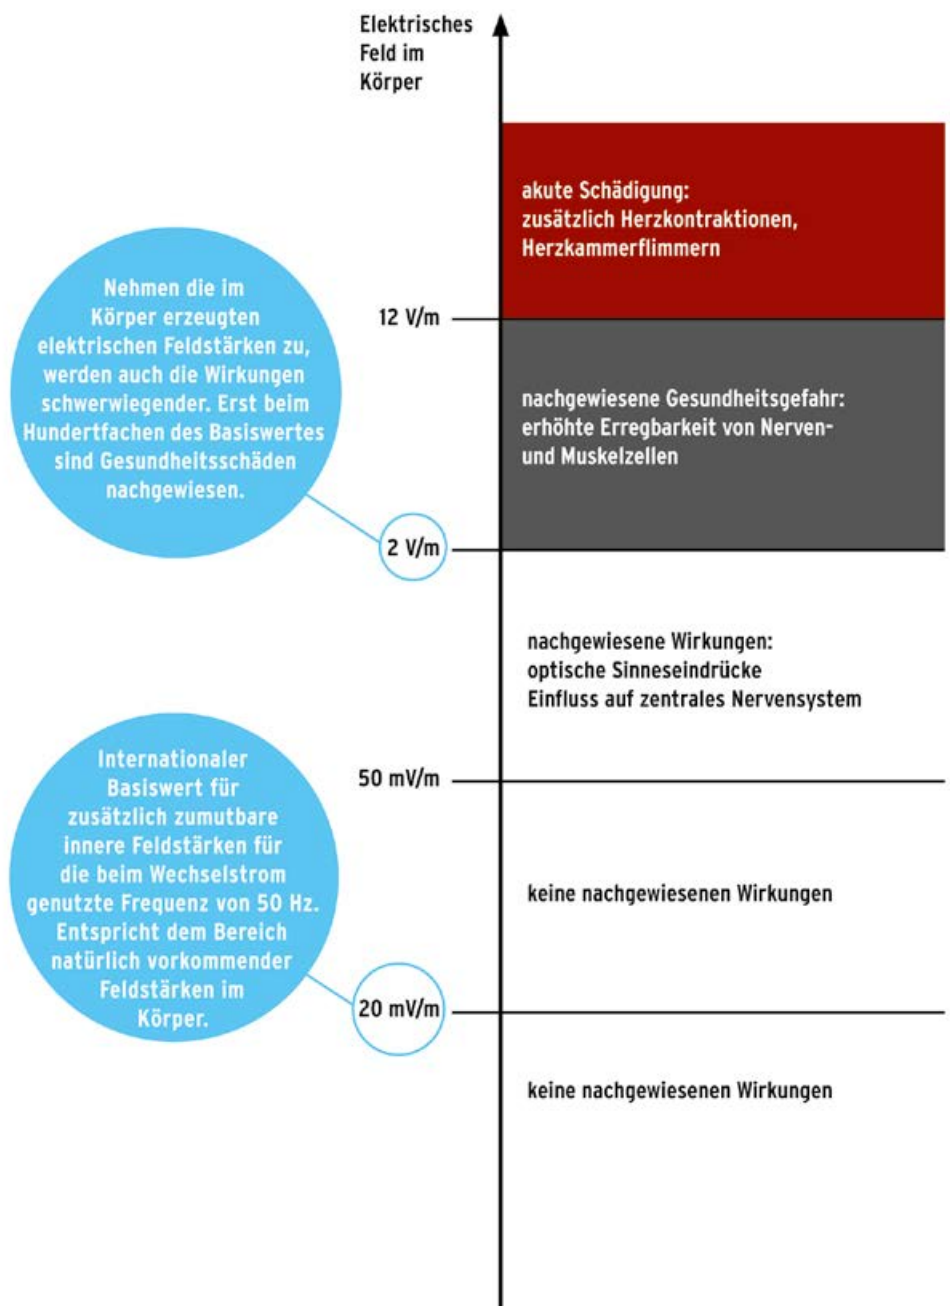 Elektrisches
Feld im
Körper
akute Schädigung:
zusätzlich Herzkontraktionen,
Herzkammerflimmern
Nehmen die im
Körper erzeugten
elektrischen Feldstärken zu,
werden auch die Wirkungen
schwerwiegender. Erst beim
Hundertfachen des Basiswertes
sind Gesundheitsschäden
nachgewiesen.
12 V/m
nachgewiesene Gesundheitsgefahr:
erhöhte Erregbarkeit von Nerven-
und Muskelzellen
2 V/m
nachgewiesene Wirkungen:
optische Sinneseindrücke
Einfluss auf zentrales Nervensystem
Internationaler
Basiswert für
zusätzlich zumutbare
innere Feldstärken für
die beim Wechselstrom
genutzte Frequenz von 50 Hz.
Entspricht dem Bereich
natürlich vorkommender
Feldstärken im
Körper.
50 mV/m
keine nachgewiesenen Wirkungen
20 mV/m
keine nachgewiesenen Wirkungen